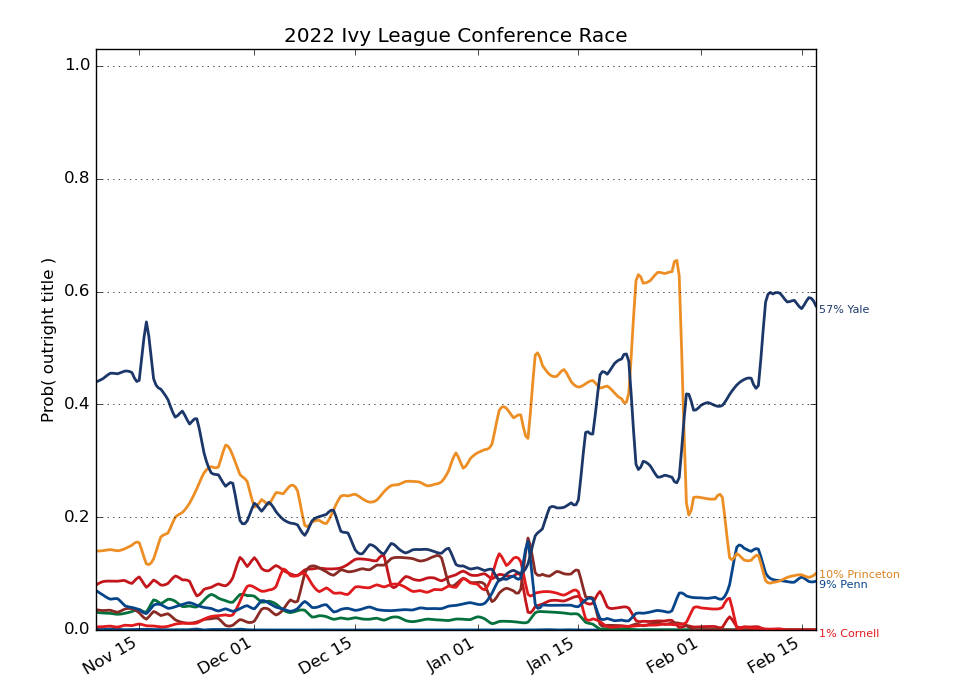 2022 Ivy League Conference Race
Prob( outright title )
1.0
0.8
0.6
0.4
0.2
0.0
57% Yale
10% Princeton
9% Penn
1% Cornell
Nov 15
Dec 01
Dec 15
Jan 01
Jan 15
Feb 01
Feb 15